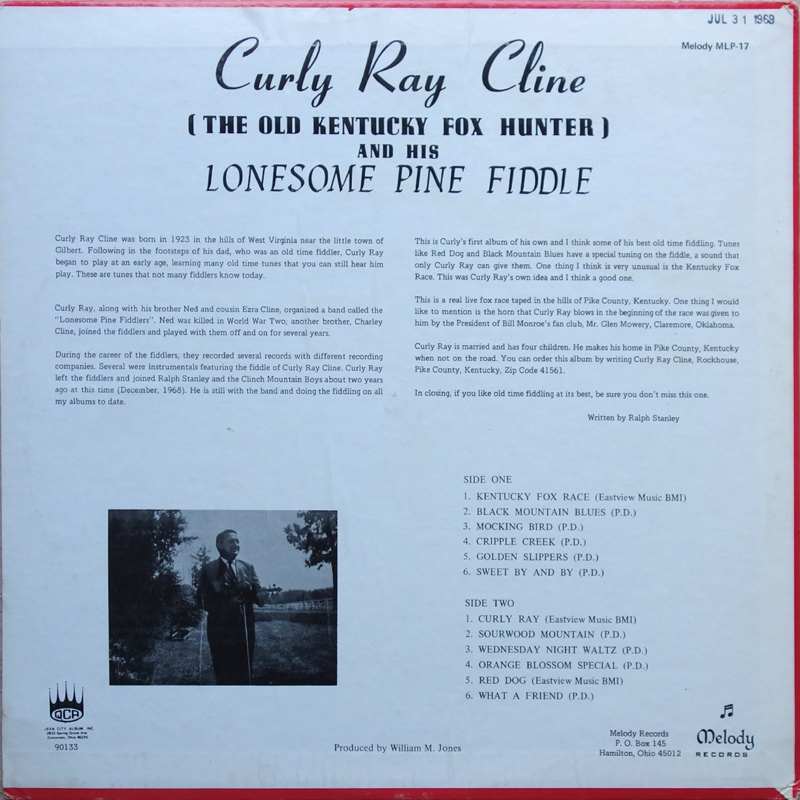 JUL 31 1969
Melody MLP-17
Curly Ray Cline
(THE OLD KENTUCKY FOX HUNTER)
AND HIS
LONESOME PINE FIDDLE
Curly Ray Cline was born in 1923 in the hills of West Virginia near the little town of
Gilbert. Following in the footsteps of his dad, who was an old time fiddler, Curly Ray
began to play at an early age, learning many old time tunes that you can still hear him
play. These are tunes that not many fiddlers know today.
Curly Ray, along with his brother Ned and cousin Ezra Cline, organized a band called the
"Lonesome Pine Fiddlers". Ned was killed in World War Two, another brother, Charley
Cline, joined the fiddlers and played with them off and on for several years.
During the career of the fiddlers, they recorded several records with different recording
companies. Several were instrumentals featuring the fiddle of Curly Ray Cline. Curly Ray
left the fiddlers and joined Ralph Stanley and the Clinch Mountain Boys about two years
ago at this time (December, 1968). He is still with the band and doing the fiddling on all
my albums to date.
This is Curly's first album of his own and I think some of his best old time fiddling. Tunes
like Red Dog and Black Mountain Blues have a special tuning on the fiddle, a sound that
only Curly Ray can give them. One thing I think is very unusual is the Kentucky Fox
Race. This was Curly Ray's own idea and I think a good one.
This is a real live fox race taped in the hills of Pike County, Kentucky. One thing I would
like to mention is the horn that Curly Ray blows in the beginning of the race was given to
him by the President of Bill Monroe's fan club, Mr. Glen Mowery, Claremore, Oklahoma.
Curly Ray is married and has four children. He makes his home in Pike County, Kentucky
when not on the road. You can order this album by writing Curly Ray Cline, Rockhouse,
Pike County, Kentucky, Zip Code 41561.
In closing, if you like old time fiddling at its best, be sure you don't miss this one.
Written by Ralph Stanley
SIDE ONE
1. KENTUCKY FOX RACE (Eastview Music BMI)
2. BLACK MOUNTAIN BLUES (P.D.)
3. MOCKING BIRD (P.D.)
4. CRIPPLE CREEK (P.D.)
5. GOLDEN SLIPPERS (P.D.)
6. SWEET BY AND BY (P.D.)
SIDE TWO
1. CURLY RAY (Eastview Music BMI)
2. SOURWOOD MOUNTAIN (P.D.)
3. WEDNESDAY NIGHT WALTZ (P.D.)
4. ORANGE BLOSSOM SPECIAL (P.D.)
5. RED DOG (Eastview Music BMI)
6. WHAT A FRIEND (P.D.)
QCA
CITY ALBUM, INC.
Spring Grove Ave
Cincinnati, Ohio
90133
Produced by William M. Jones
Melody Records
P. O. Box 145
Hamilton, Ohio 45012
Melody
RECORDS